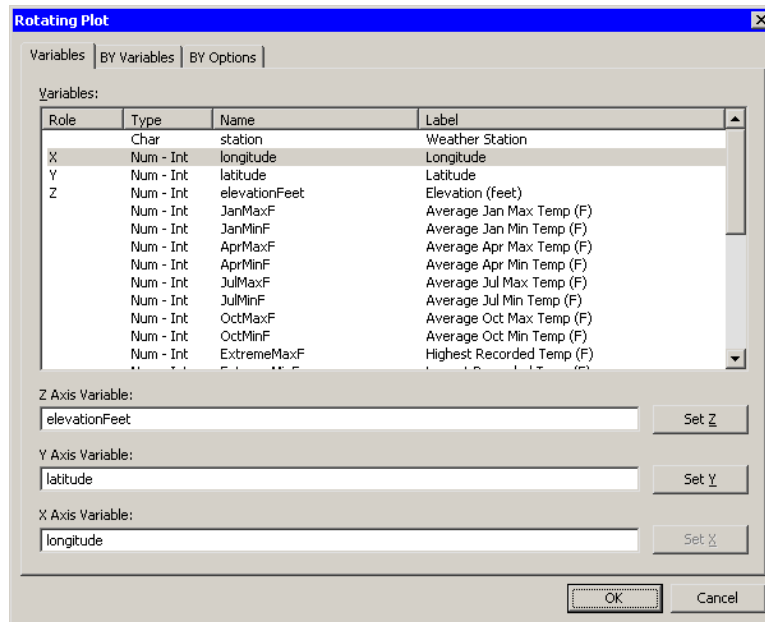 Rotating Plot
Variables BY Variables BY Options
Variables:
Role Type Name Label
Char station Weather Station
X Num - Int longitude Longitude
Y Num - Int latitude Latitude
Z Num - Int elevationFeet Elevation (feet)
Num - Int JanMaxF Average Jan Max Temp (F)
Num - Int JanMinF Average Jan Min Temp (F)
Num - Int AprMaxF Average Apr Max Temp (F)
Num - Int AprMinF Average Apr Min Temp (F)
Num - Int JulMaxF Average Jul Max Temp (F)
Num - Int JulMinF Average Jul Min Temp (F)
Num - Int OctMaxF Average Oct Max Temp (F)
Num - Int OctMinF Average Oct Min Temp (F)
Num - Int ExtremeMaxF Highest Recorded Temp (F)
Z Axis Variable:
elevationFeet Set Z
Y Axis Variable:
latitude Set Y
X Axis Variable:
longitude Set X
OK Cancel